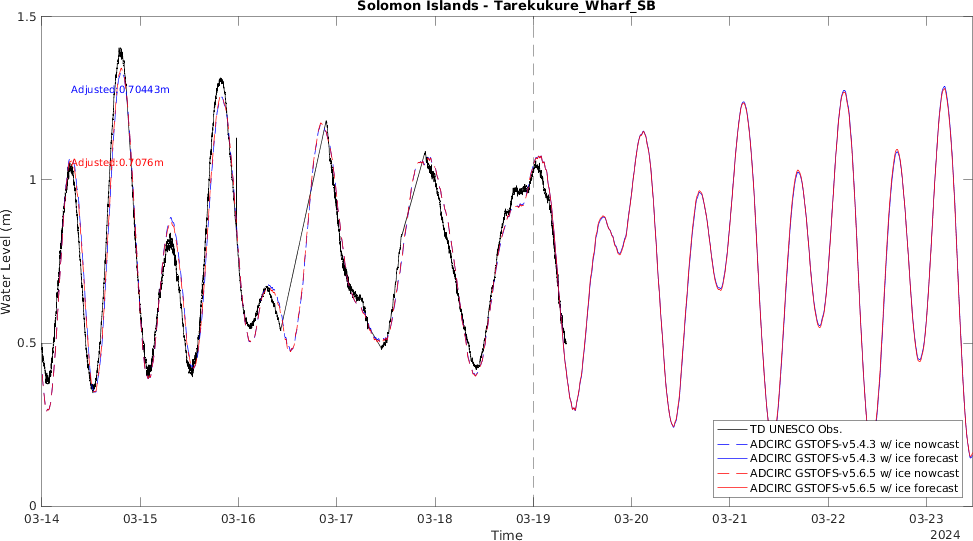 Solomon Islands - Tarekukure_Wharf_SB
1.5
1
0.5
0
Water Level (m)
Adjusted:0.70443m
Adjusted:0.7076m
TD UNESCO Obs.
ADCIRC GSTOFS-v5.4.3 w/ ice nowcast
ADCIRC GSTOFS-v5.4.3 w/ ice forecast
ADCIRC GSTOFS-v5.6.5 w/ ice nowcast
ADCIRC GSTOFS-v5.6.5 w/ ice forecast
03-14 03-15 03-16 03-17 03-18 03-19 03-20 03-21 03-22 03-23
Time
2024